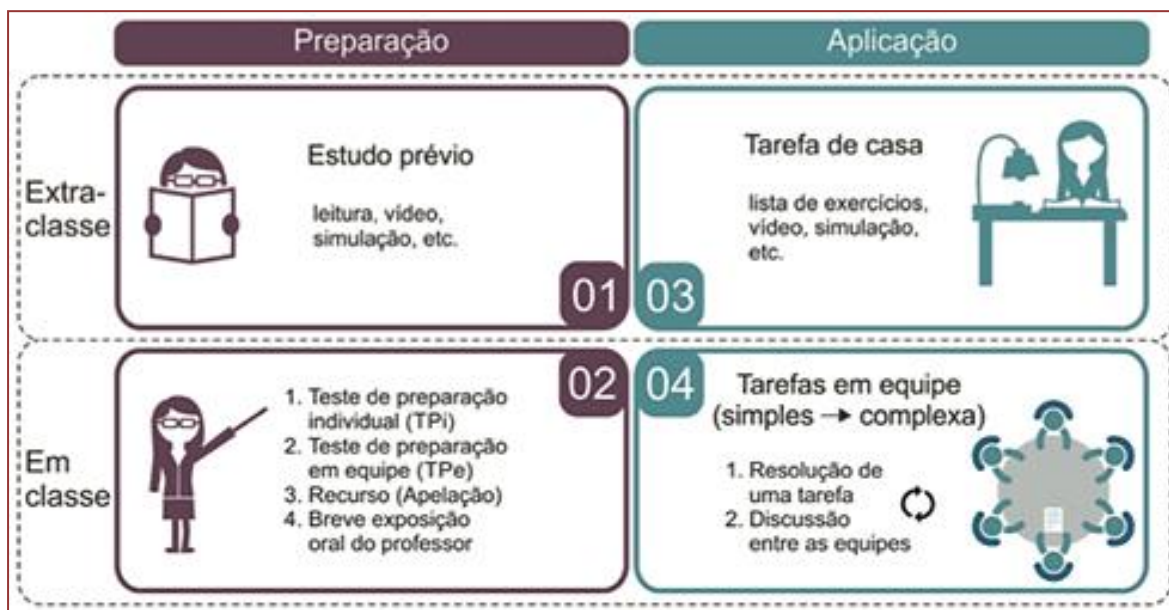 Preparação
Aplicação
Extra-
classe
Estudo prévio
leitura, vídeo,
simulação, etc.
01
03
Tarefa de casa
lista de exercícios,
vídeo, simulação,
etc.
Em
classe
1. Teste de preparação
individual (TPi)
2. Teste de preparação
em equipe (TPe)
3. Recurso (Apelação)
4. Breve exposição
oral do professor
02
04
Tarefas em equipe
(simples → complexa)
1. Resolução de
uma tarefa
2. Discussão
entre as equipes